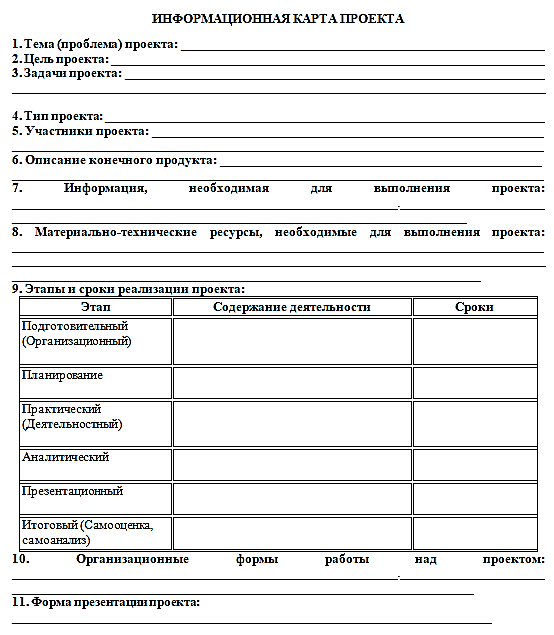 ИНФОРМАЦИОННАЯ КАРТА ПРОЕКТА
1. Тема (проблема) проекта:
2. Цель проекта:
3. Задачи проекта:
4. Тип проекта:
5. Участники проекта:
6. Описание конечного продукта:
7. Информация, необходимая для выполнения проекта:
8. Материально-технические ресурсы, необходимые для выполнения проекта:
9. Этапы и сроки реализации проекта:
Этап Содержание деятельности Сроки
Подготовительный
(Организационный)
Планирование
Практический
(Деятельностный)
Аналитический
Презентационный
Итоговый (Самооценка,
самоанализ)
10. Организационные формы работы над проектом:
11. Форма презентации проекта: